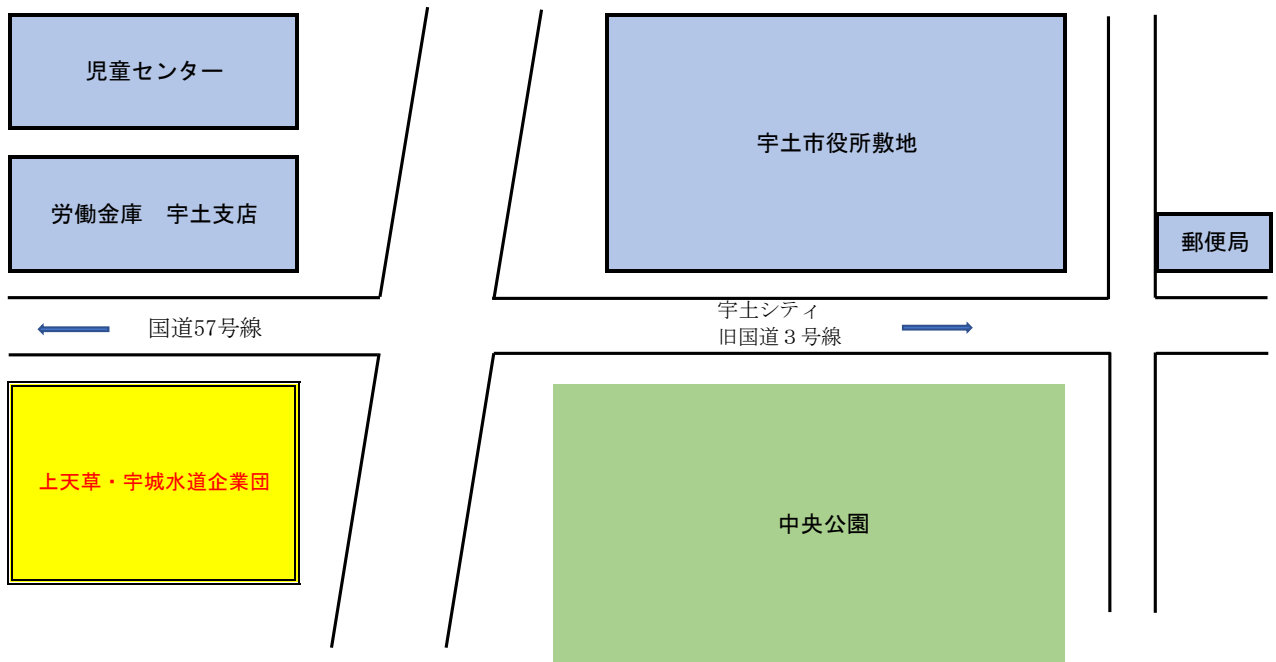 児童センター
宇土市役所敷地
労働金庫　宇土支店
郵便局
国道57号線
宇土シティ
旧国道３号線
上天草・宇城水道企業団
中央公園